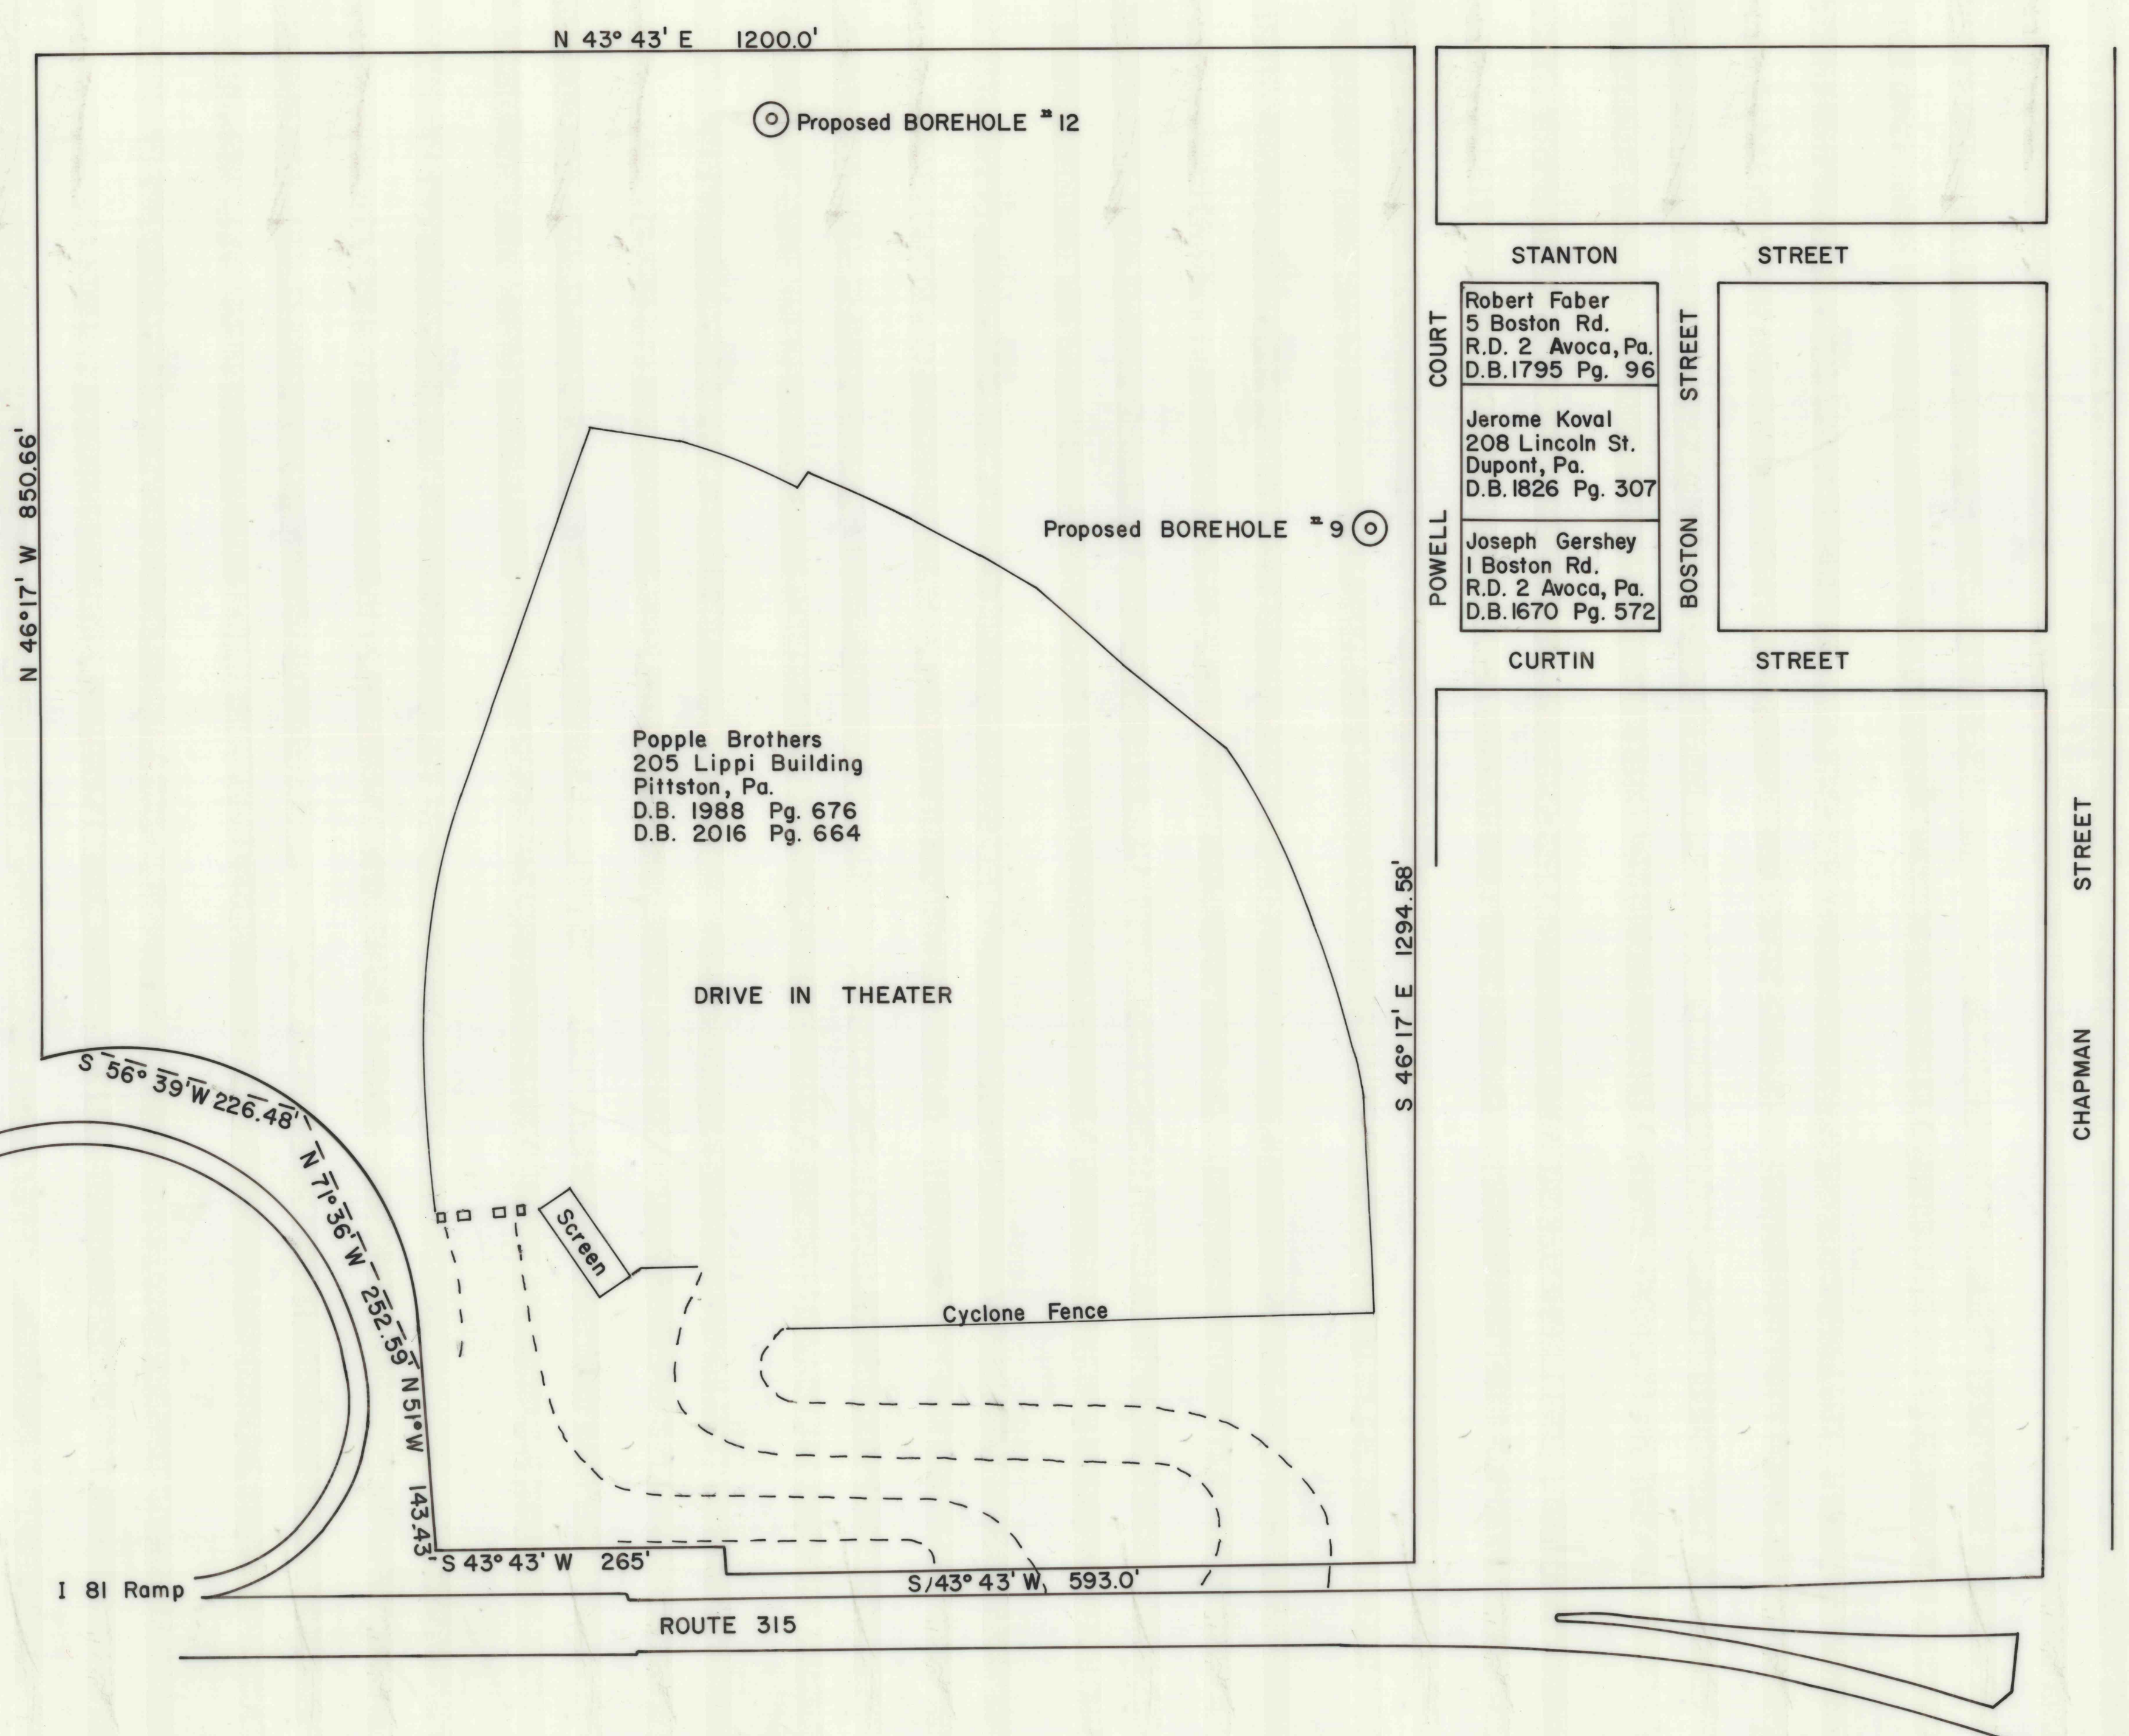 N 43° 43' E 1200.0'
Proposed BOREHOLE # 12
STANTON STREET
Robert Faber
5 Boston Rd.
R.D. 2 Avoca, Pa.
D.B. 1795 Pg. 96
Jerome Koval
208 Lincoln St.
Dupont, Pa.
D.B. 1826 Pg. 307
Joseph Gershey
1 Boston Rd.
R.D. 2 Avoca, Pa.
D.B. 1670 Pg. 572
POWELL COURT
BOSTON STREET
CURTIN STREET
N 46° 17' W 850.66'
Proposed BOREHOLE # 9
Popple Brothers
205 Lippi Building
Pittston, Pa.
D.B. 1988 Pg. 676
D.B. 2016 Pg. 664
DRIVE IN THEATER
S 46° 17' E 1294.58'
CHAPMAN STREET
S 56° 39' W 226.48'
N 71° 36' W 252.59'
N 51° W 143.43'
Screen
Cyclone Fence
S 43° 43' W 265'
S 43° 43' W 593.0'
I 81 Ramp
ROUTE 315